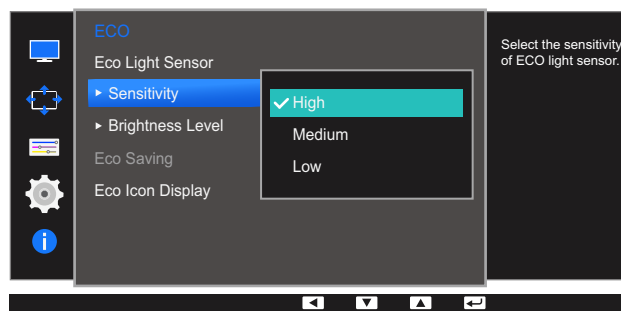 ECO
Eco Light Sensor
▸ Sensitivity
▸ Brightness Level
Eco Saving
Eco Icon Display
✓ High
Medium
Low
Select the sensitivity
of ECO light sensor.
i